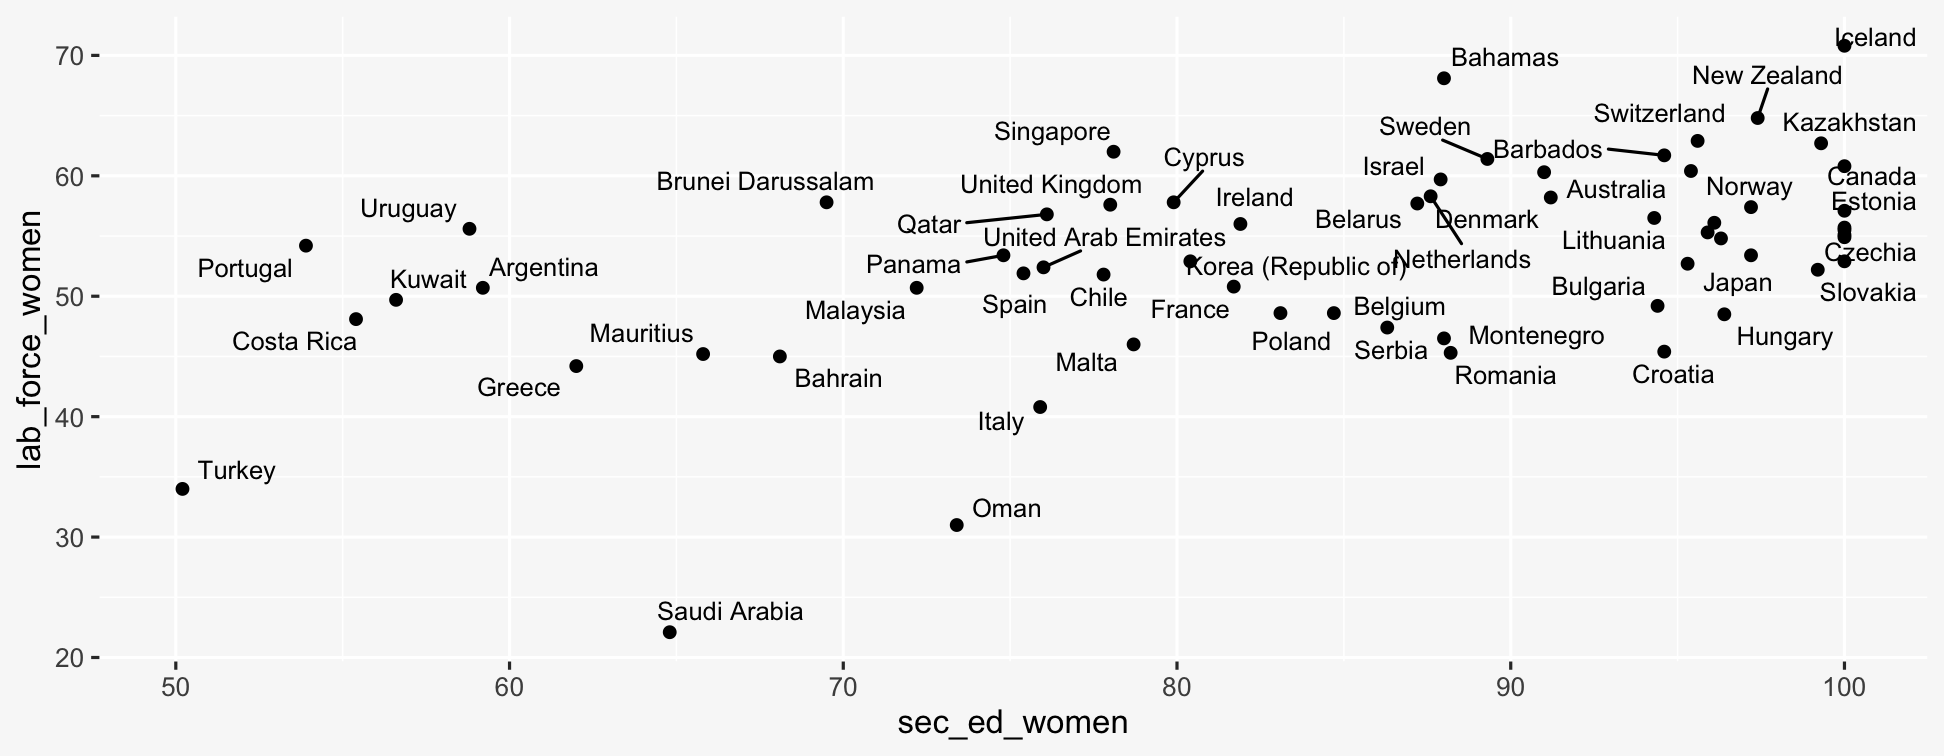 Iceland
70
Bahamas
New Zealand
Switzerland
Kazakhstan
Sweden
Singapore
Barbados
Cyprus
Israel
60
Canada
Brunei Darussalam
United Kingdom
Norway
Australia
Ireland
Estonia
Uruguay
Qatar
Belarus
Denmark
United Arab Emirates
Lithuania
Czechia
Panama
Netherlands
Portugal
Argentina
Korea (Republic of)
Kuwait
Japan
Bulgaria
Slovakia
50
Chile
Spain
Belgium
Malaysia
France
Mauritius
Montenegro
Hungary
Costa Rica
Poland
Serbia
Malta
Croatia
Romania
Bahrain
Greece
40
Italy
Turkey
Oman
30
Saudi Arabia
20
50
60
70
80
90
100
sec_ed_women
lab_force_women